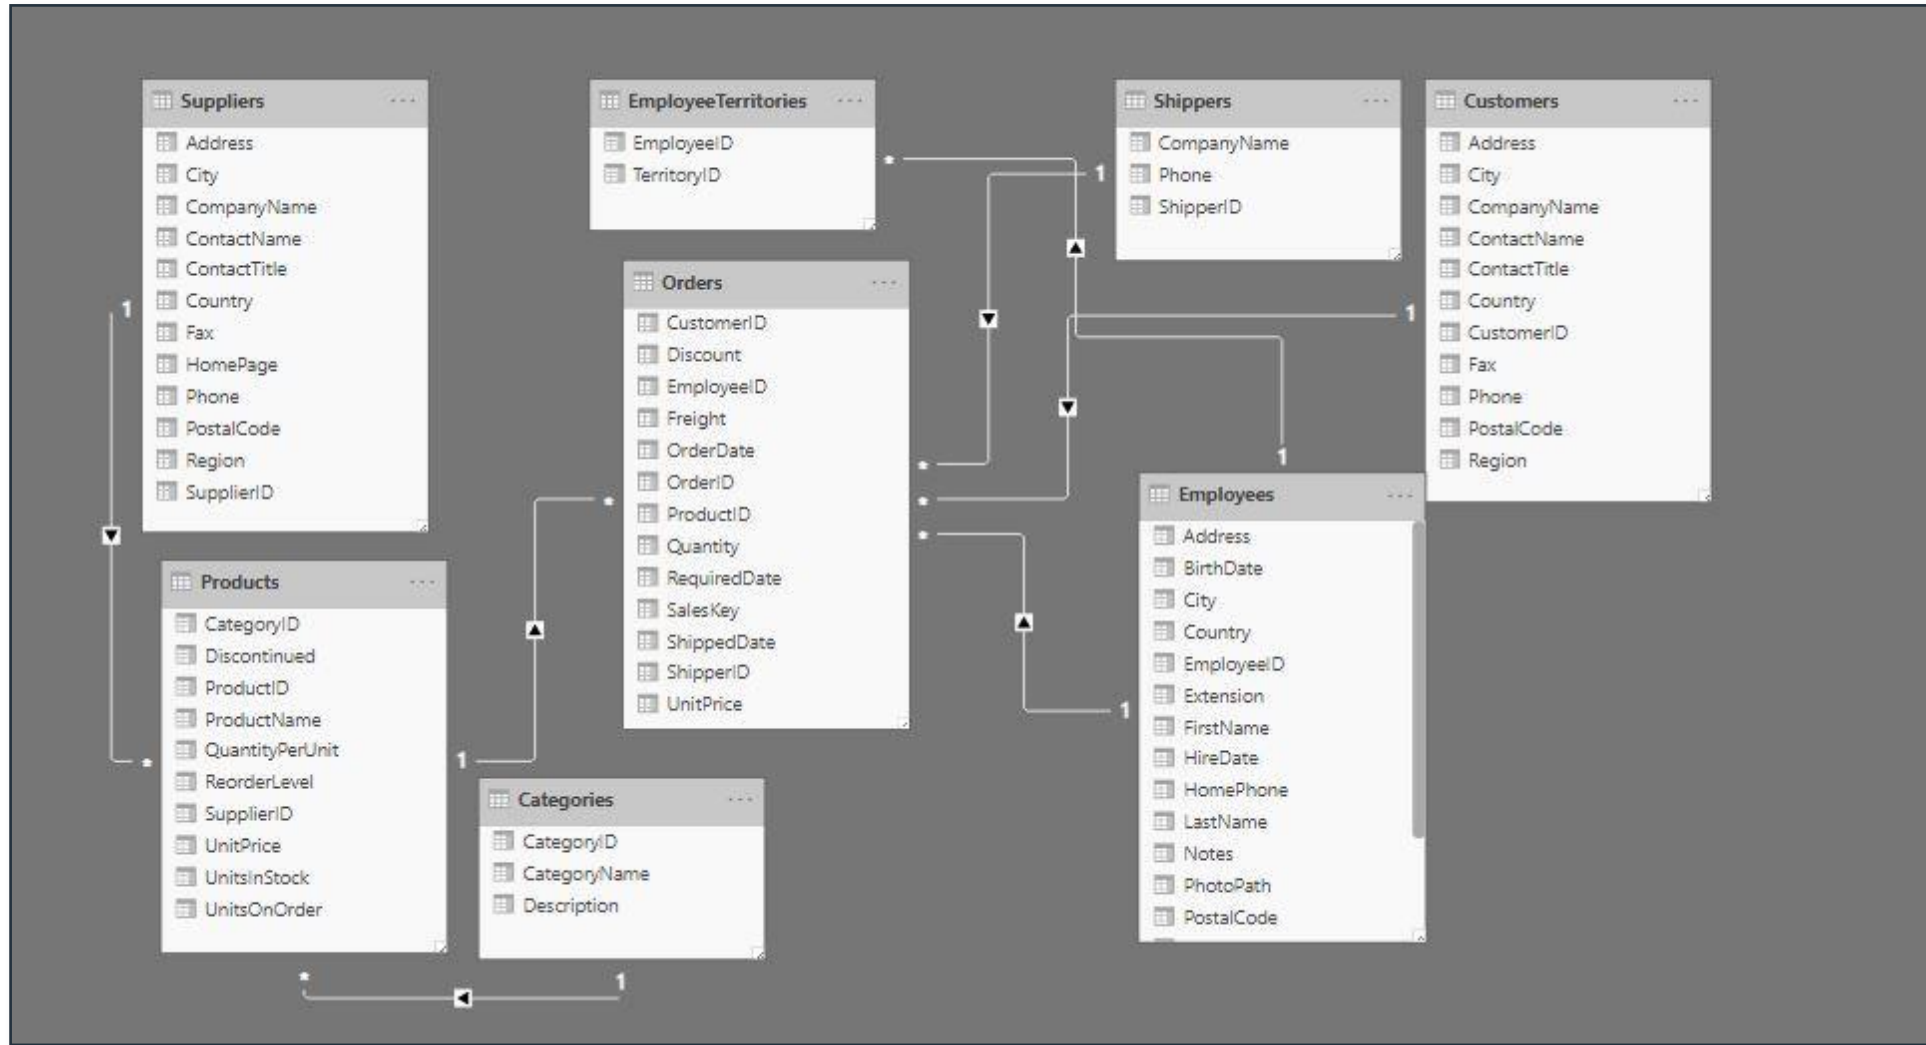 Suppliers
Address
City
CompanyName
ContactName
ContactTitle
Country
Fax
HomePage
Phone
PostalCode
Region
SupplierID
1
*
EmployeeTerritories
EmployeeID
TerritoryID
*
Shippers
CompanyName
Phone
ShipperID
1
Customers
Address
City
CompanyName
ContactName
ContactTitle
Country
CustomerID
Fax
Phone
PostalCode
Region
1
Orders
CustomerID
Discount
EmployeeID
Freight
OrderDate
OrderID
ProductID
Quantity
RequiredDate
SalesKey
ShippedDate
ShipperID
UnitPrice
*
*
*
*
Products
CategoryID
Discontinued
ProductID
ProductName
QuantityPerUnit
ReorderLevel
SupplierID
UnitPrice
UnitsInStock
UnitsOnOrder
1
*
Categories
CategoryID
CategoryName
Description
1
Employees
Address
BirthDate
City
Country
EmployeeID
Extension
FirstName
HireDate
HomePhone
LastName
Notes
PhotoPath
PostalCode
1
1